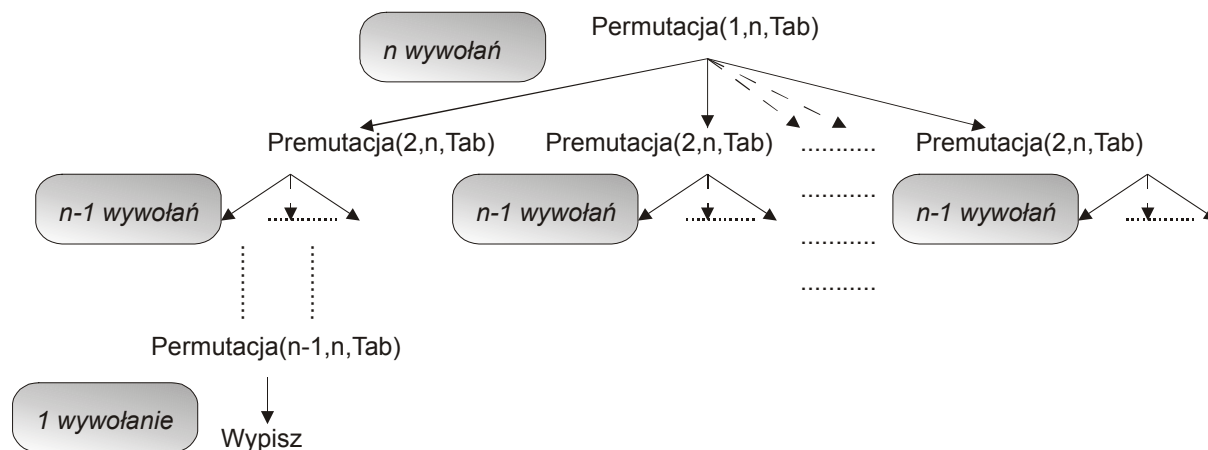 Permutacja(1,n,Tab)
n wywołań
Premutacja(2,n,Tab)
Premutacja(2,n,Tab)
...........
Premutacja(2,n,Tab)
n-1 wywołań
n-1 wywołań
...........
n-1 wywołań
...........
...........
Permutacja(n-1,n,Tab)
1 wywołanie
Wypisz